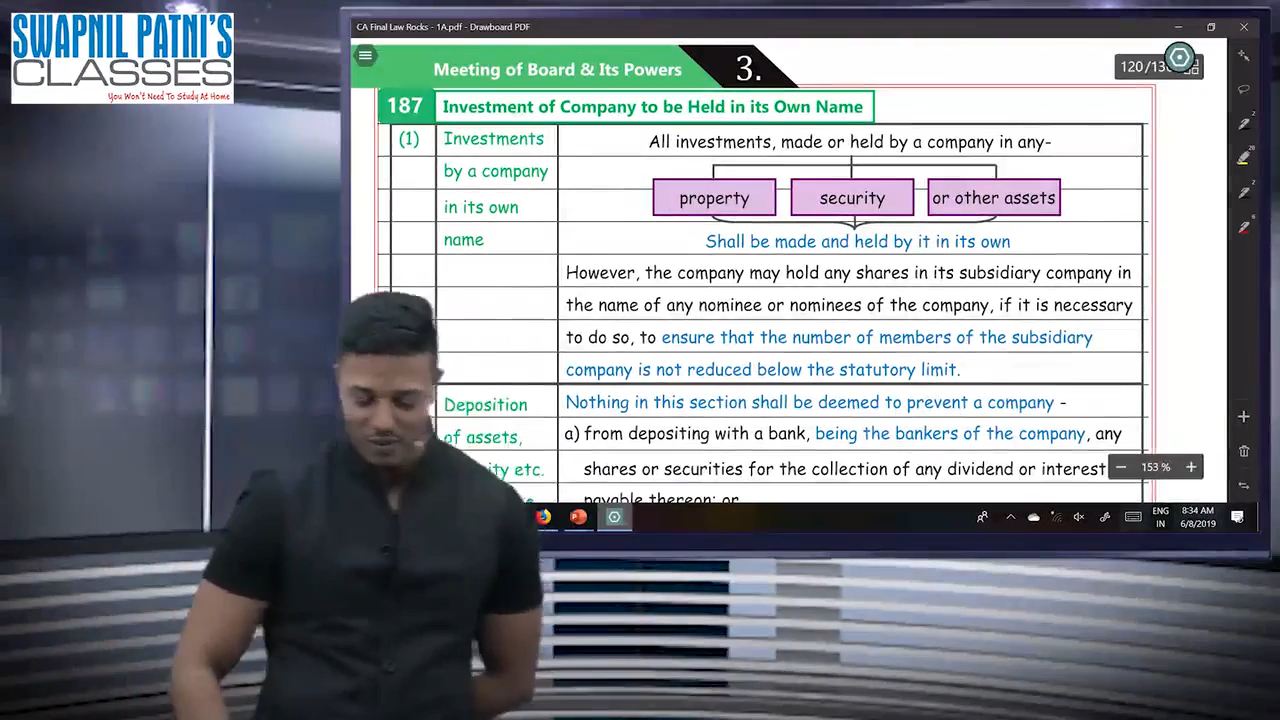 SWAPNIL PATNI'S
CLASSES
You Won't Need To Study At Home
CA Final Law Rocks - 1A.pdf - Drawboard PDF
Meeting of Board & Its Powers
3.
120/13
187 Investment of Company to be Held in its Own Name
(1) Investments by a company in its own name
All investments, made or held by a company in any-
property security or other assets
Shall be made and held by it in its own
However, the company may hold any shares in its subsidiary company in
the name of any nominee or nominees of the company, if it is necessary
to do so, to ensure that the number of members of the subsidiary
company is not reduced below the statutory limit.
Deposition
of assets,
ity etc.
Nothing in this section shall be deemed to prevent a company -
a) from depositing with a bank, being the bankers of the company, any
shares or securities for the collection of any dividend or interest
payable thereon; or
153 %
ENG
IN
8:34 AM
6/8/2019